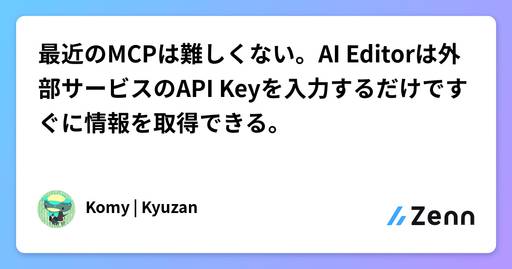 最近のMCPは難しくない。AI Editorは外
部サービスのAPI Keyを入力するだけです
ぐに情報を取得できる。
Komy | Kyuzan
Zenn